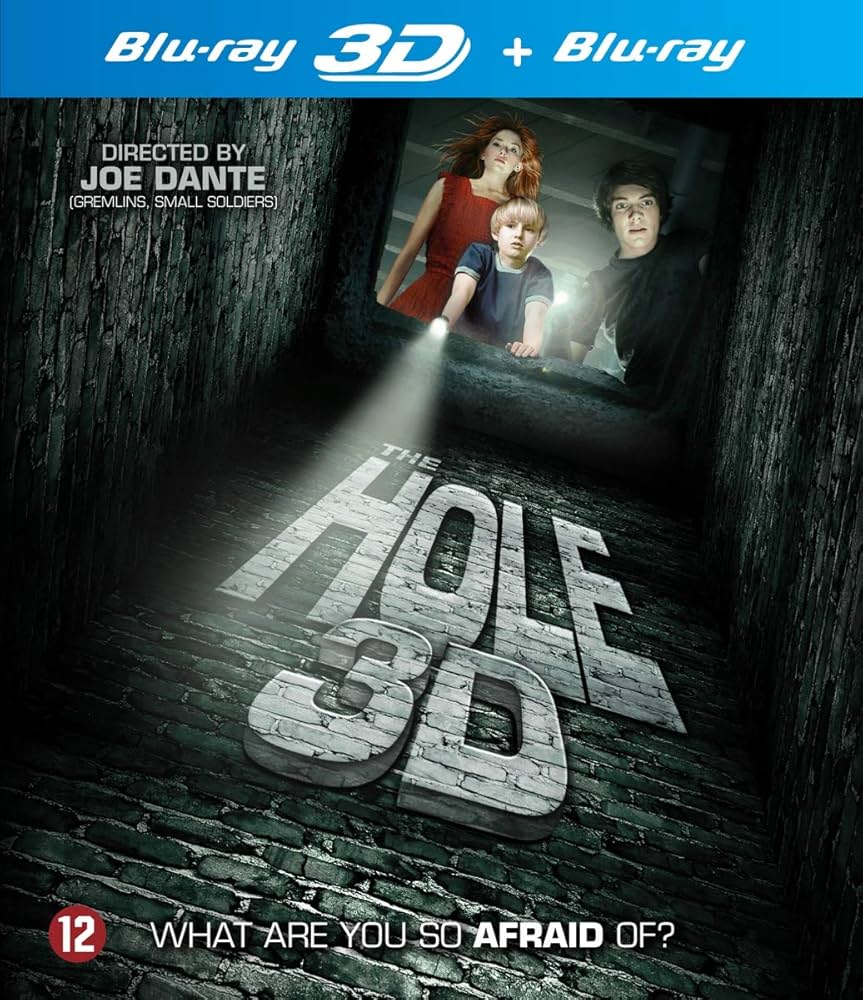 Blu-ray 3D + Blu-ray
DIRECTED BY
JOE DANTE
(GREMLINS, SMALL SOLDIERS)
THE
HOLE
3D
12 WHAT ARE YOU SO AFRAID OF?